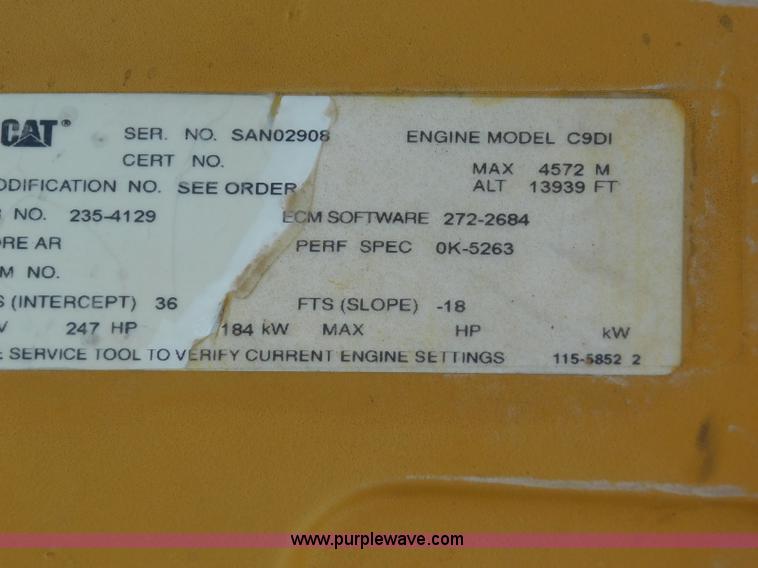 CAT® SER. NO. SAN02908 ENGINE MODEL C9DI
CERT NO. MAX 4572 M
ODIFICATION NO. SEE ORDER ALT 13939 FT
NO. 235-4129 ECM SOFTWARE 272-2684
ORE AR PERF SPEC 0K-5263
M NO.
S (INTERCEPT) 36 FTS (SLOPE) -18
V 247 HP 184 kW MAX HP kW
SERVICE TOOL TO VERIFY CURRENT ENGINE SETTINGS 115-5852 2
www.purplewave.com